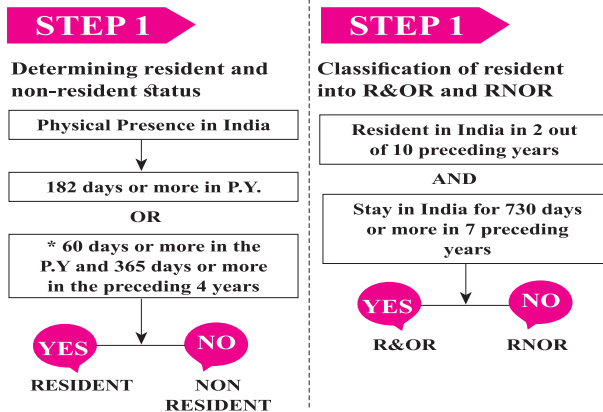 STEP 1
Determining resident and
non-resident status
Physical Presence in India
182 days or more in P.Y.
OR
* 60 days or more in the
P.Y and 365 days or more
in the preceding 4 years
YES
NO
RESIDENT
NON
RESIDENT
STEP 1
Classification of resident
into R&OR and RNOR
Resident in India in 2 out
of 10 preceding years
AND
Stay in India for 730 days
or more in 7 preceding
years
YES
NO
R&OR
RNOR